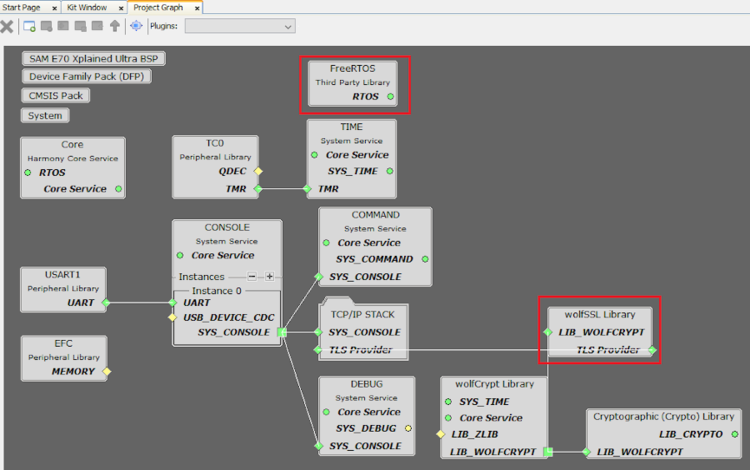 Start Page
Kit Window
Project Graph
Plugins:
SAM E70 Xplained Ultra BSP
Device Family Pack (DFP)
CMSIS Pack
System
FreeRTOS
Third Party Library
RTOS
Core
Harmony Core Service
RTOS
Core Service
TC0
Peripheral Library
QDEC
TMR
TIME
System Service
Core Service
SYS_TIME
TMR
CONSOLE
System Service
Core Service
Instances
Instance 0
UART
USB_DEVICE_CDC
SYS_CONSOLE
COMMAND
System Service
Core Service
SYS_COMMAND
SYS_CONSOLE
USART1
Peripheral Library
UART
TCP/IP STACK
SYS_CONSOLE
TLS Provider
wolfSSL Library
LIB_WOLFCRYPT
TLS Provider
EFC
Peripheral Library
MEMORY
DEBUG
System Service
Core Service
SYS_DEBUG
SYS_CONSOLE
wolfCrypt Library
SYS_TIME
Core Service
LIB_ZLIB
LIB_WOLFCRYPT
Cryptographic (Crypto) Library
LIB_CRYPTO
LIB_WOLFCRYPT